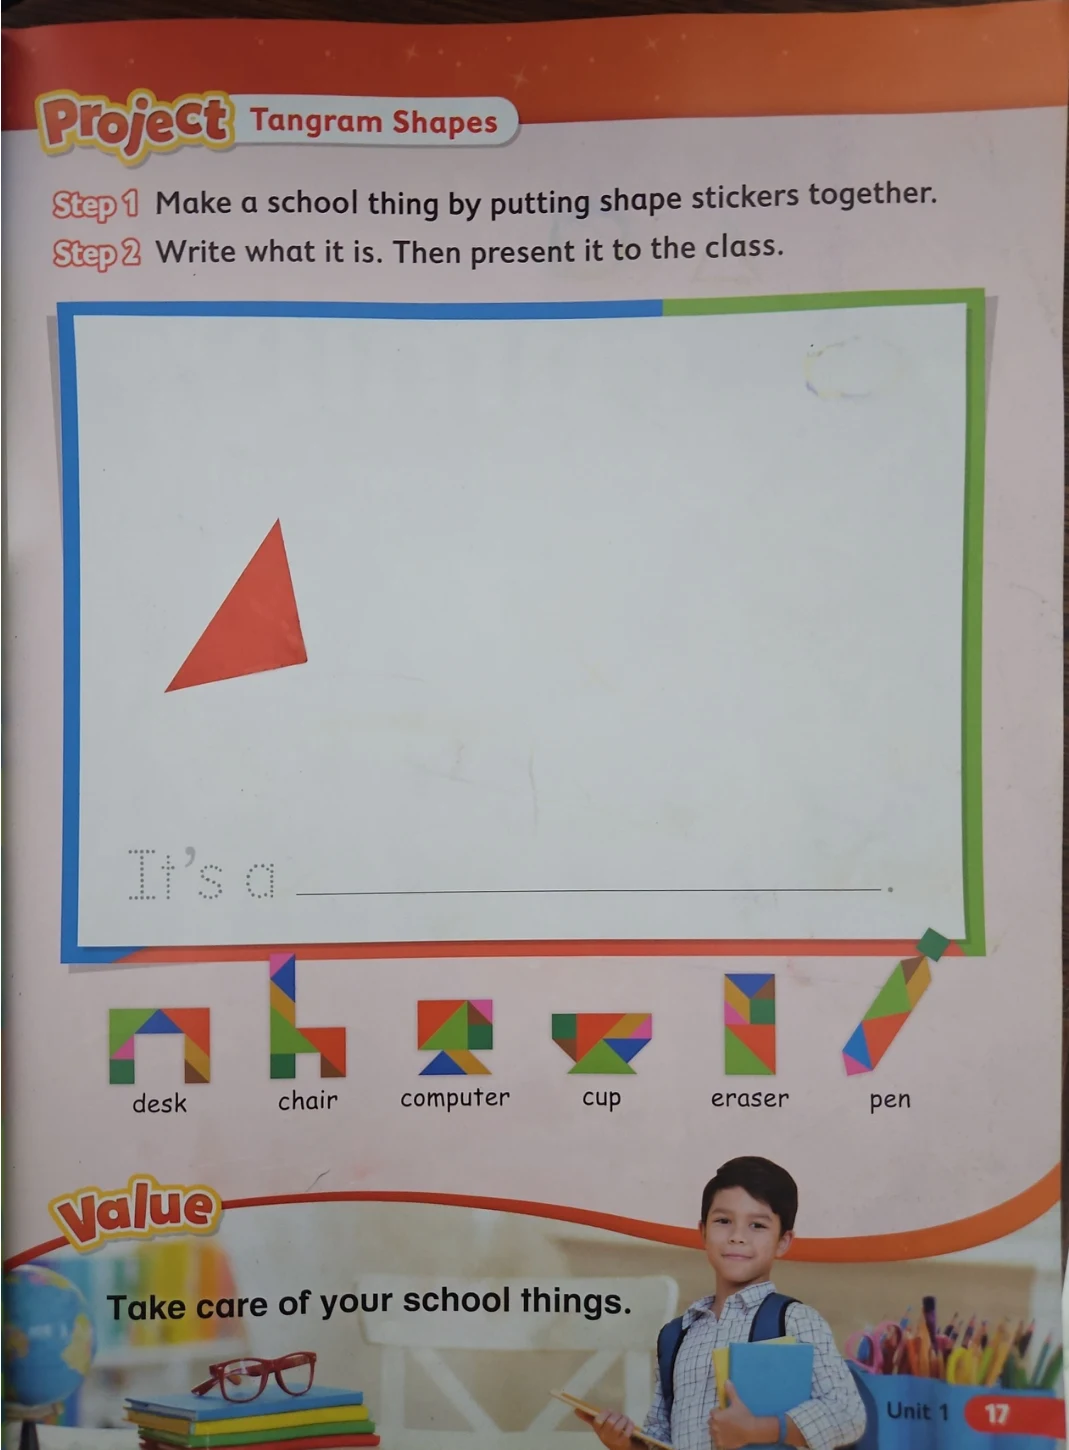 Project Tangram Shapes
Step 1 Make a school thing by putting shape stickers together.
Step 2 Write what it is. Then present it to the class.
It's a ______________________________.
desk chair computer cup eraser pen
Value
Take care of your school things.
Unit 1 17